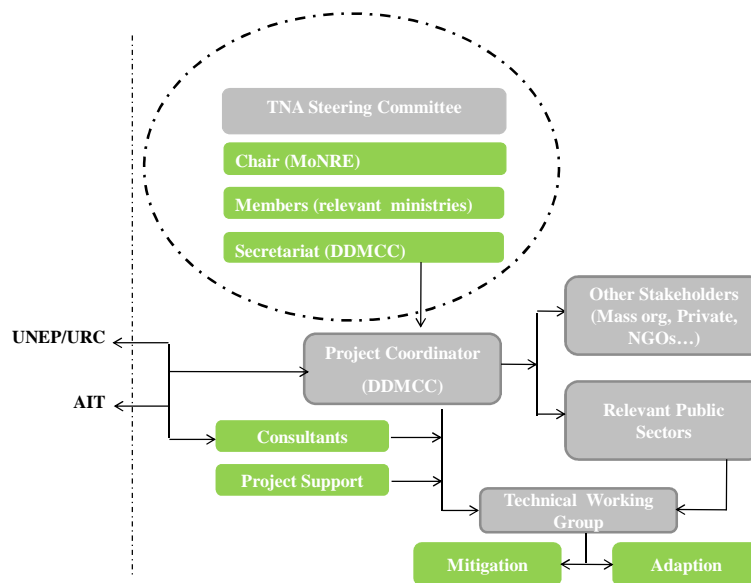 TNA Steering Committee
Chair (MoNRE)
Members (relevant ministries)
Secretariat (DDMCC)
Other Stakeholders
(Mass org, Private,
NGOs…)
UNEP/URC
Project Coordinator
(DDMCC)
AIT
Relevant Public
Sectors
Consultants
Project Support
Technical Working
Group
Mitigation
Adaption